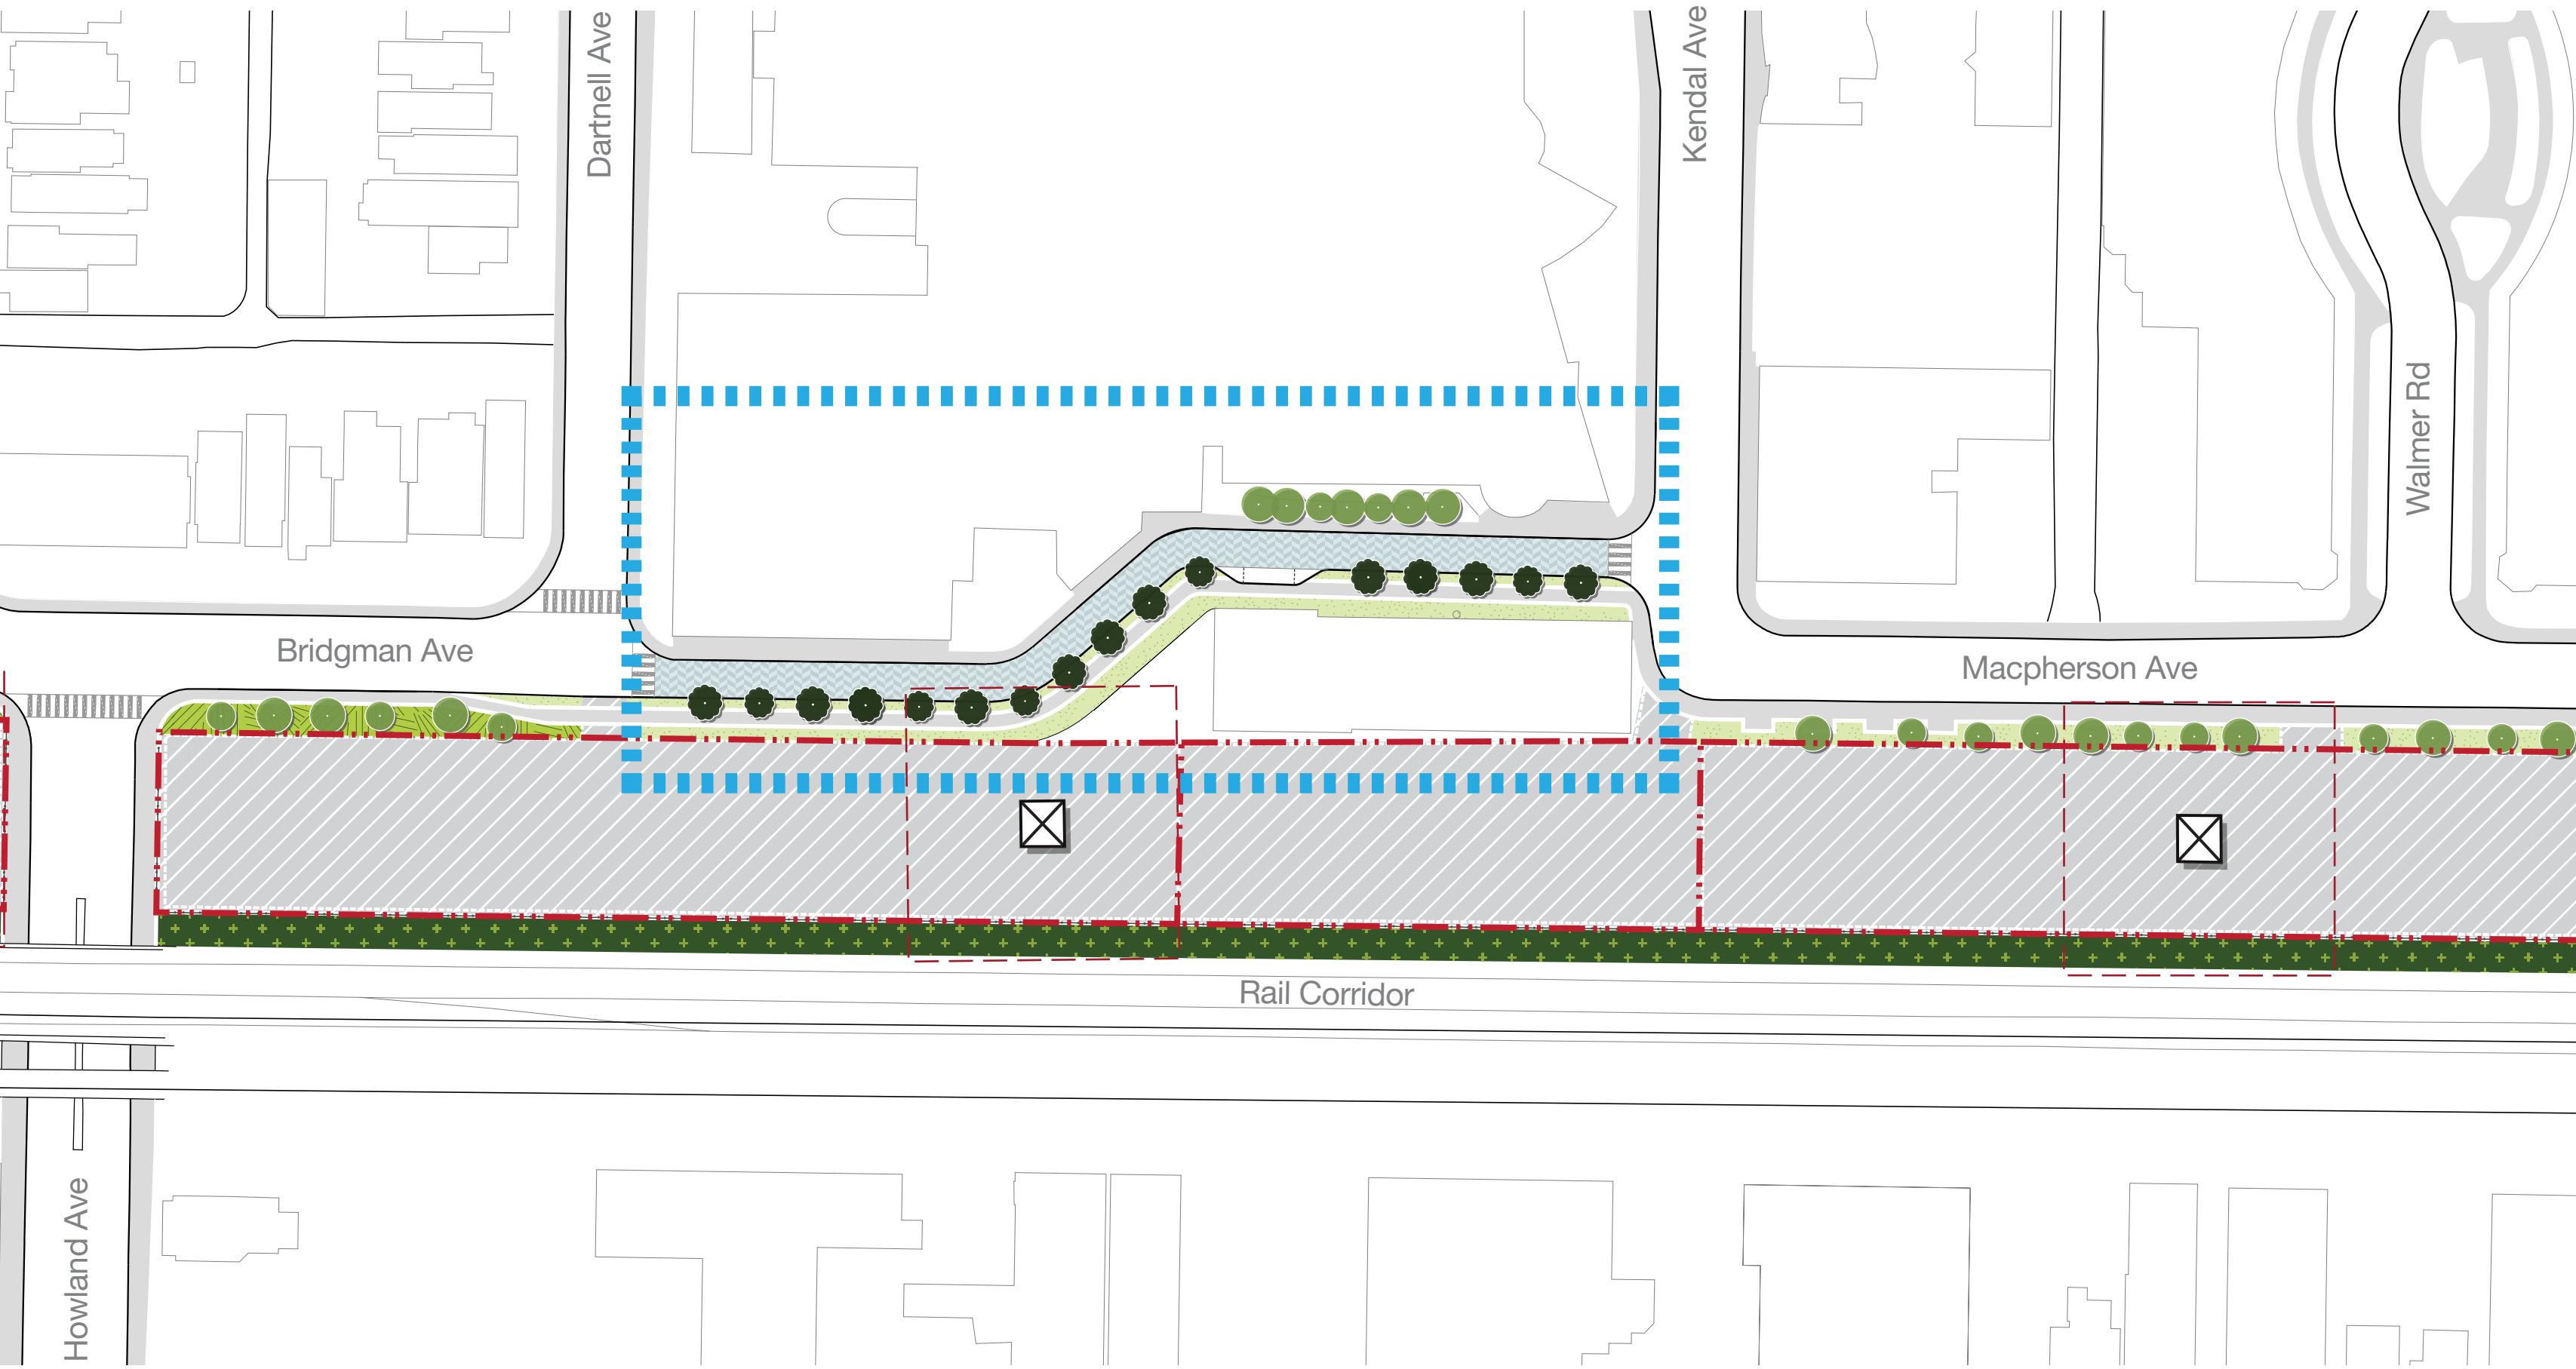 Dartnell Ave
Kendal Ave
Walmer Rd
Bridgman Ave
Macpherson Ave
Rail Corridor
Howland Ave